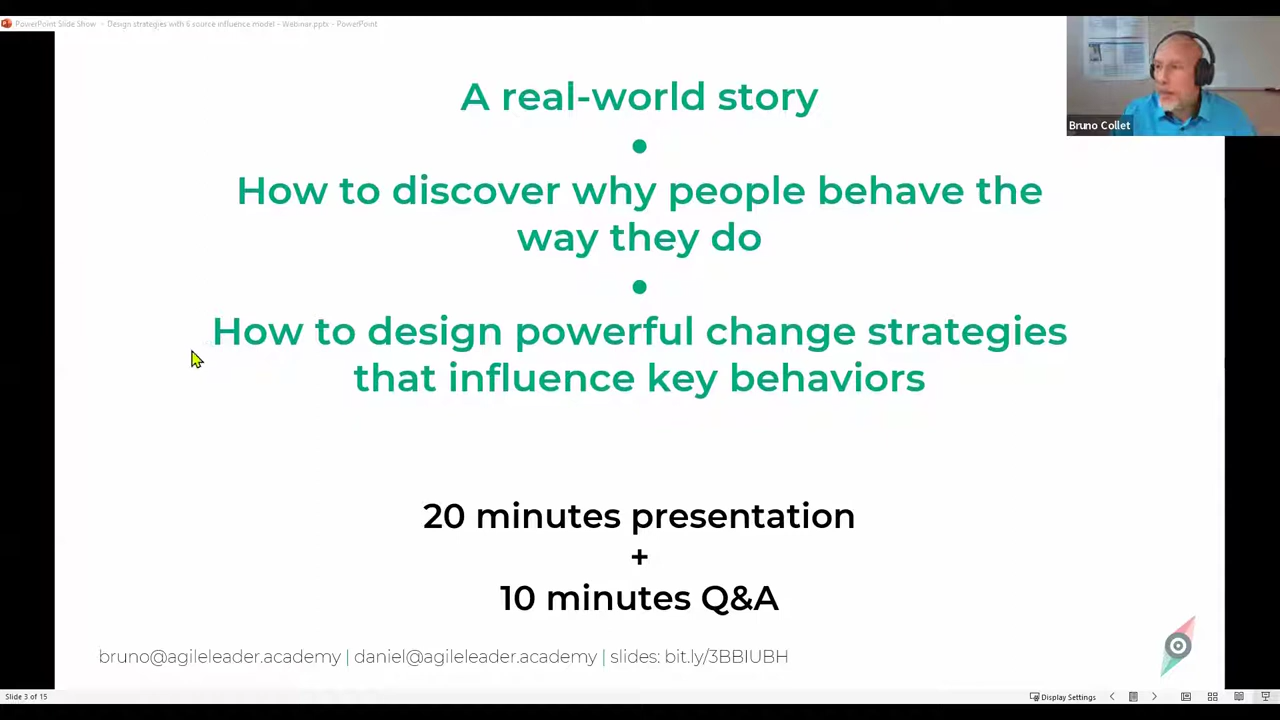 PowerPoint Slide Show - Design strategies with 6 source influence model - Webinar.pptx - PowerPoint
A real-world story
Bruno Collet
How to discover why people behave the
way they do
How to design powerful change strategies
that influence key behaviors
20 minutes presentation
+
10 minutes Q&A
bruno@agileleader.academy | daniel@agileleader.academy | slides: bit.ly/3BBIUBH
Slide 3 of 15
Display Settings